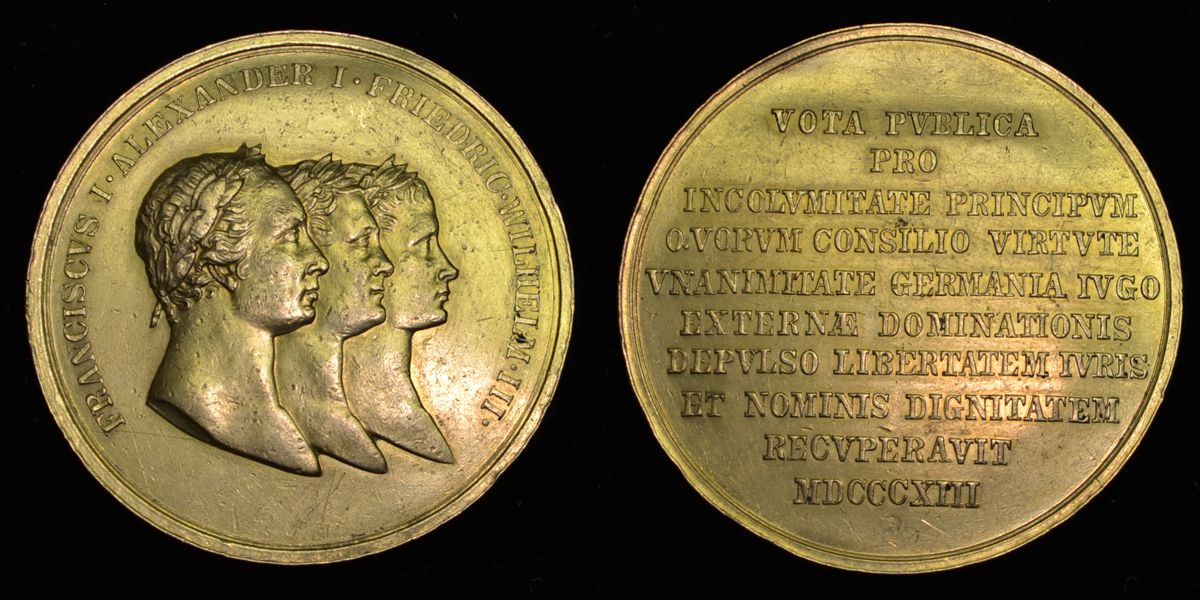 FRANCISCVS I · ALEXANDER I · FRIEDRIC · WILHELM · III ·
VOTA PVBLICA
PRO
INCOLVMITATE PRINCIPVM
QVORVM CONSILIO VIRTVTE
VNANIMITATE GERMANIA IVGO
EXTERNÆ DOMINATIONIS
DEPVLSO LIBERTATEM IVRIS
ET NOMINIS DIGNITATEM
RECVPERAVIT
MDCCCXIII